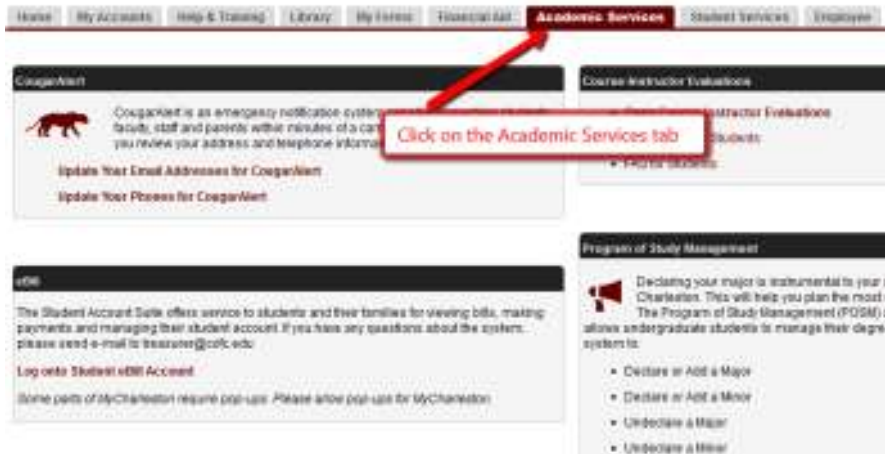 Home My Accounts Help & Training Library My Forms Financial Aid Academic Services Student Services Employee
CougarAlert
CougarAlert is an emergency notification system
faculty, staff and parents within minutes of a
you review your address and telephone
Update Your Email Addresses for CougarAlert
Update Your Phones for CougarAlert
Click on the Academic Services tab
eBill
The Student Account Suite offers service to students and their families for viewing bills, making
payments and managing their student account. If you have any questions about the system,
please send e-mail to treasurer@cofc.edu
Log onto Student eBill Account
Some parts of MyCharleston require pop-ups. Please allow pop-ups for MyCharleston.
Course-Instructor Evaluations
Instructor Evaluations
Students
FAQ for Students
Program of Study Management
Declaring your major is instrumental to your
Charleston. This will help you plan the most
The Program of Study Management (POSM)
allows undergraduate students to manage their
system to:
• Declare or Add a Major
• Declare or Add a Minor
• Undeclare a Major
• Undeclare a Minor